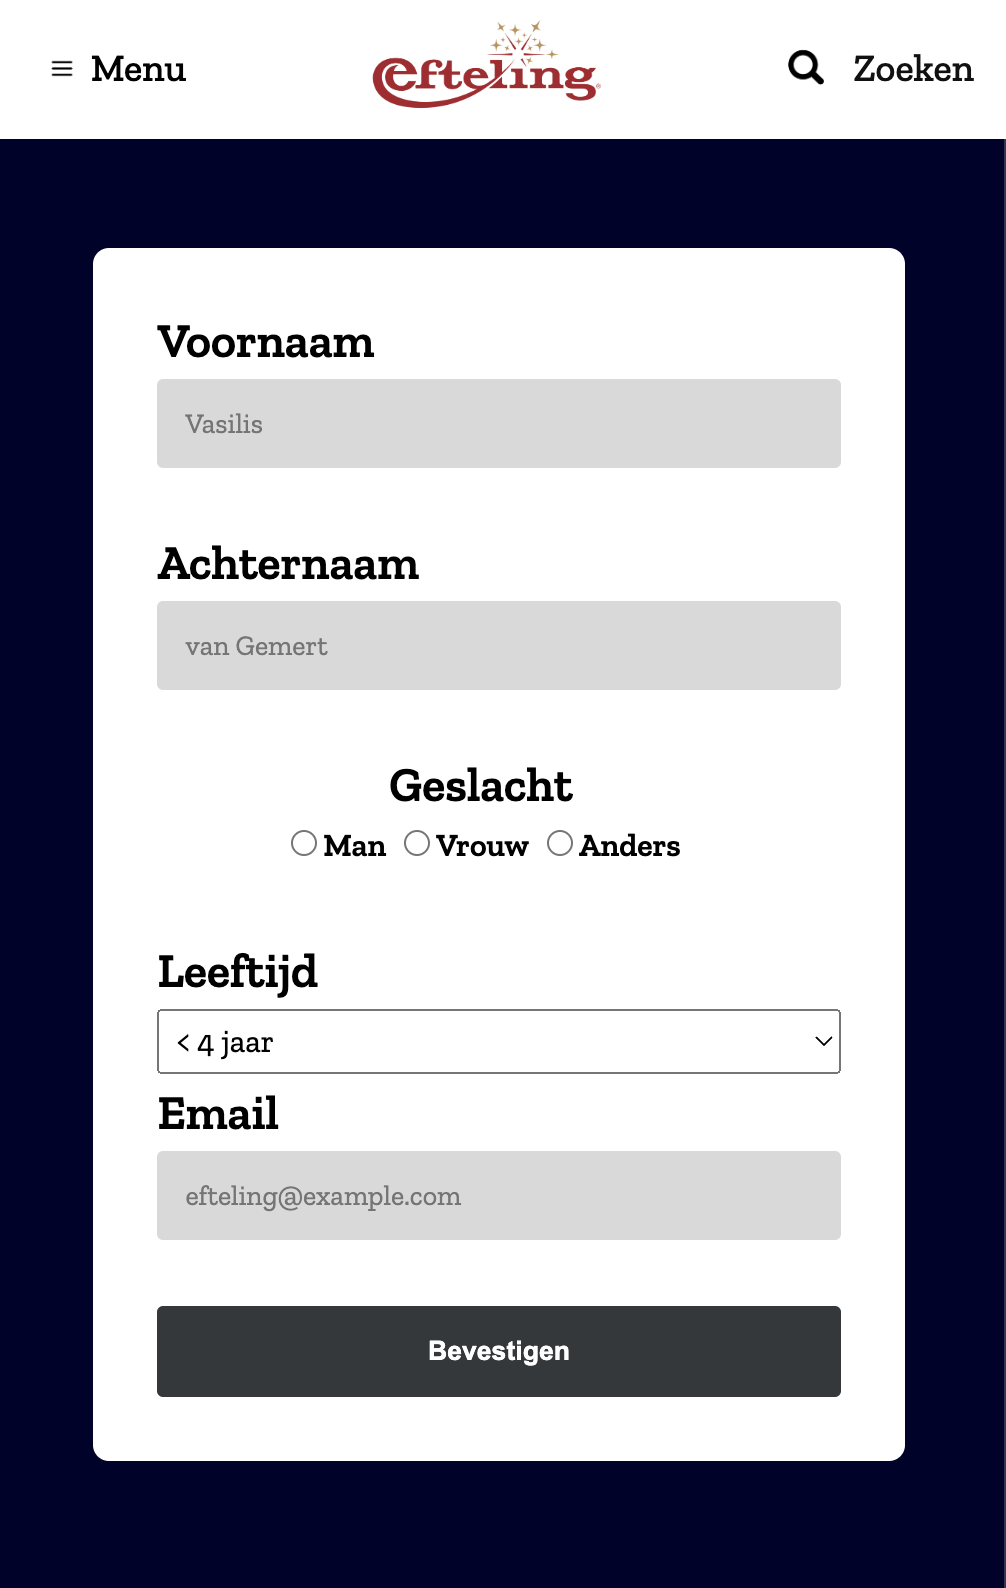 Menu
efteling
Zoeken
Voornaam
Vasilis
Achternaam
van Gemert
Geslacht
Man Vrouw Anders
Leeftijd
< 4 jaar
Email
efteling@example.com
Bevestigen